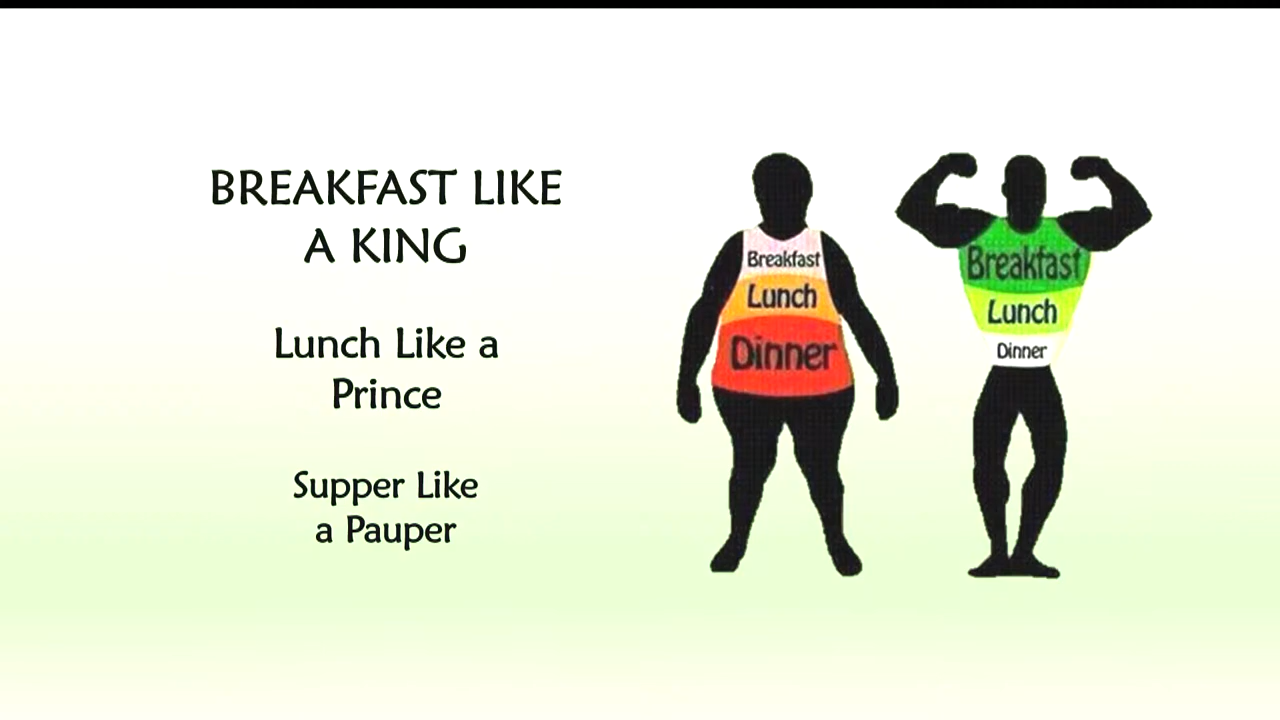 BREAKFAST LIKE
A KING
Lunch Like a
Prince
Supper Like
a Pauper
Breakfast
Lunch
Dinner
Breakfast
Lunch
Dinner